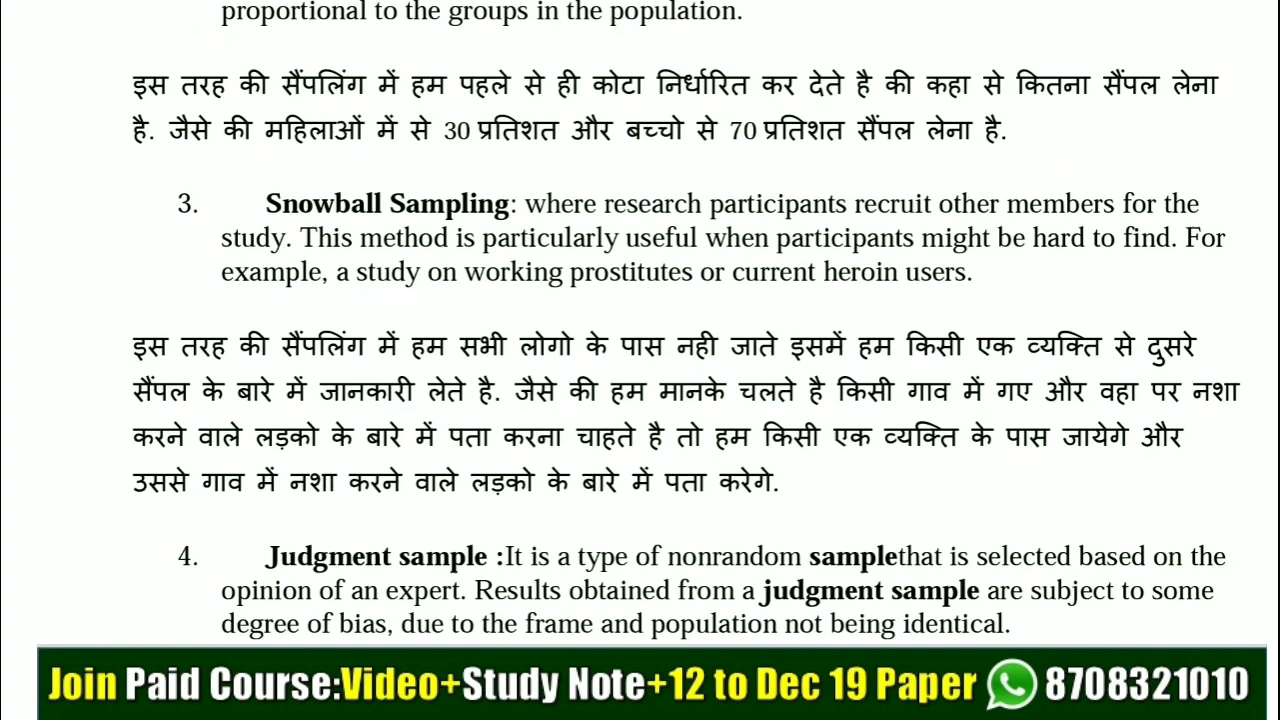 proportional to the groups in the population.
इस तरह की सैंपलिंग में हम पहले से ही कोटा निर्धारित कर देते है की कहा से कितना सैंपल लेना
है. जैसे की महिलाओं में से 30 प्रतिशत और बच्चो से 70 प्रतिशत सैंपल लेना है.
3. Snowball Sampling: where research participants recruit other members for the
study. This method is particularly useful when participants might be hard to find. For
example, a study on working prostitutes or current heroin users.
इस तरह की सैंपलिंग में हम सभी लोगो के पास नही जाते इसमें हम किसी एक व्यक्ति से दुसरे
सैंपल के बारे में जानकारी लेते है. जैसे की हम मानके चलते है किसी गाव में गए और वहा पर नशा
करने वाले लड़को के बारे में पता करना चाहते है तो हम किसी एक व्यक्ति के पास जायेगे और
उससे गाव में नशा करने वाले लड़को के बारे में पता करेगे.
4. Judgment sample :It is a type of nonrandom samplethat is selected based on the
opinion of an expert. Results obtained from a judgment sample are subject to some
degree of bias, due to the frame and population not being identical.
Join Paid Course:Video+Study Note+12 to Dec 19 Paper 8708321010